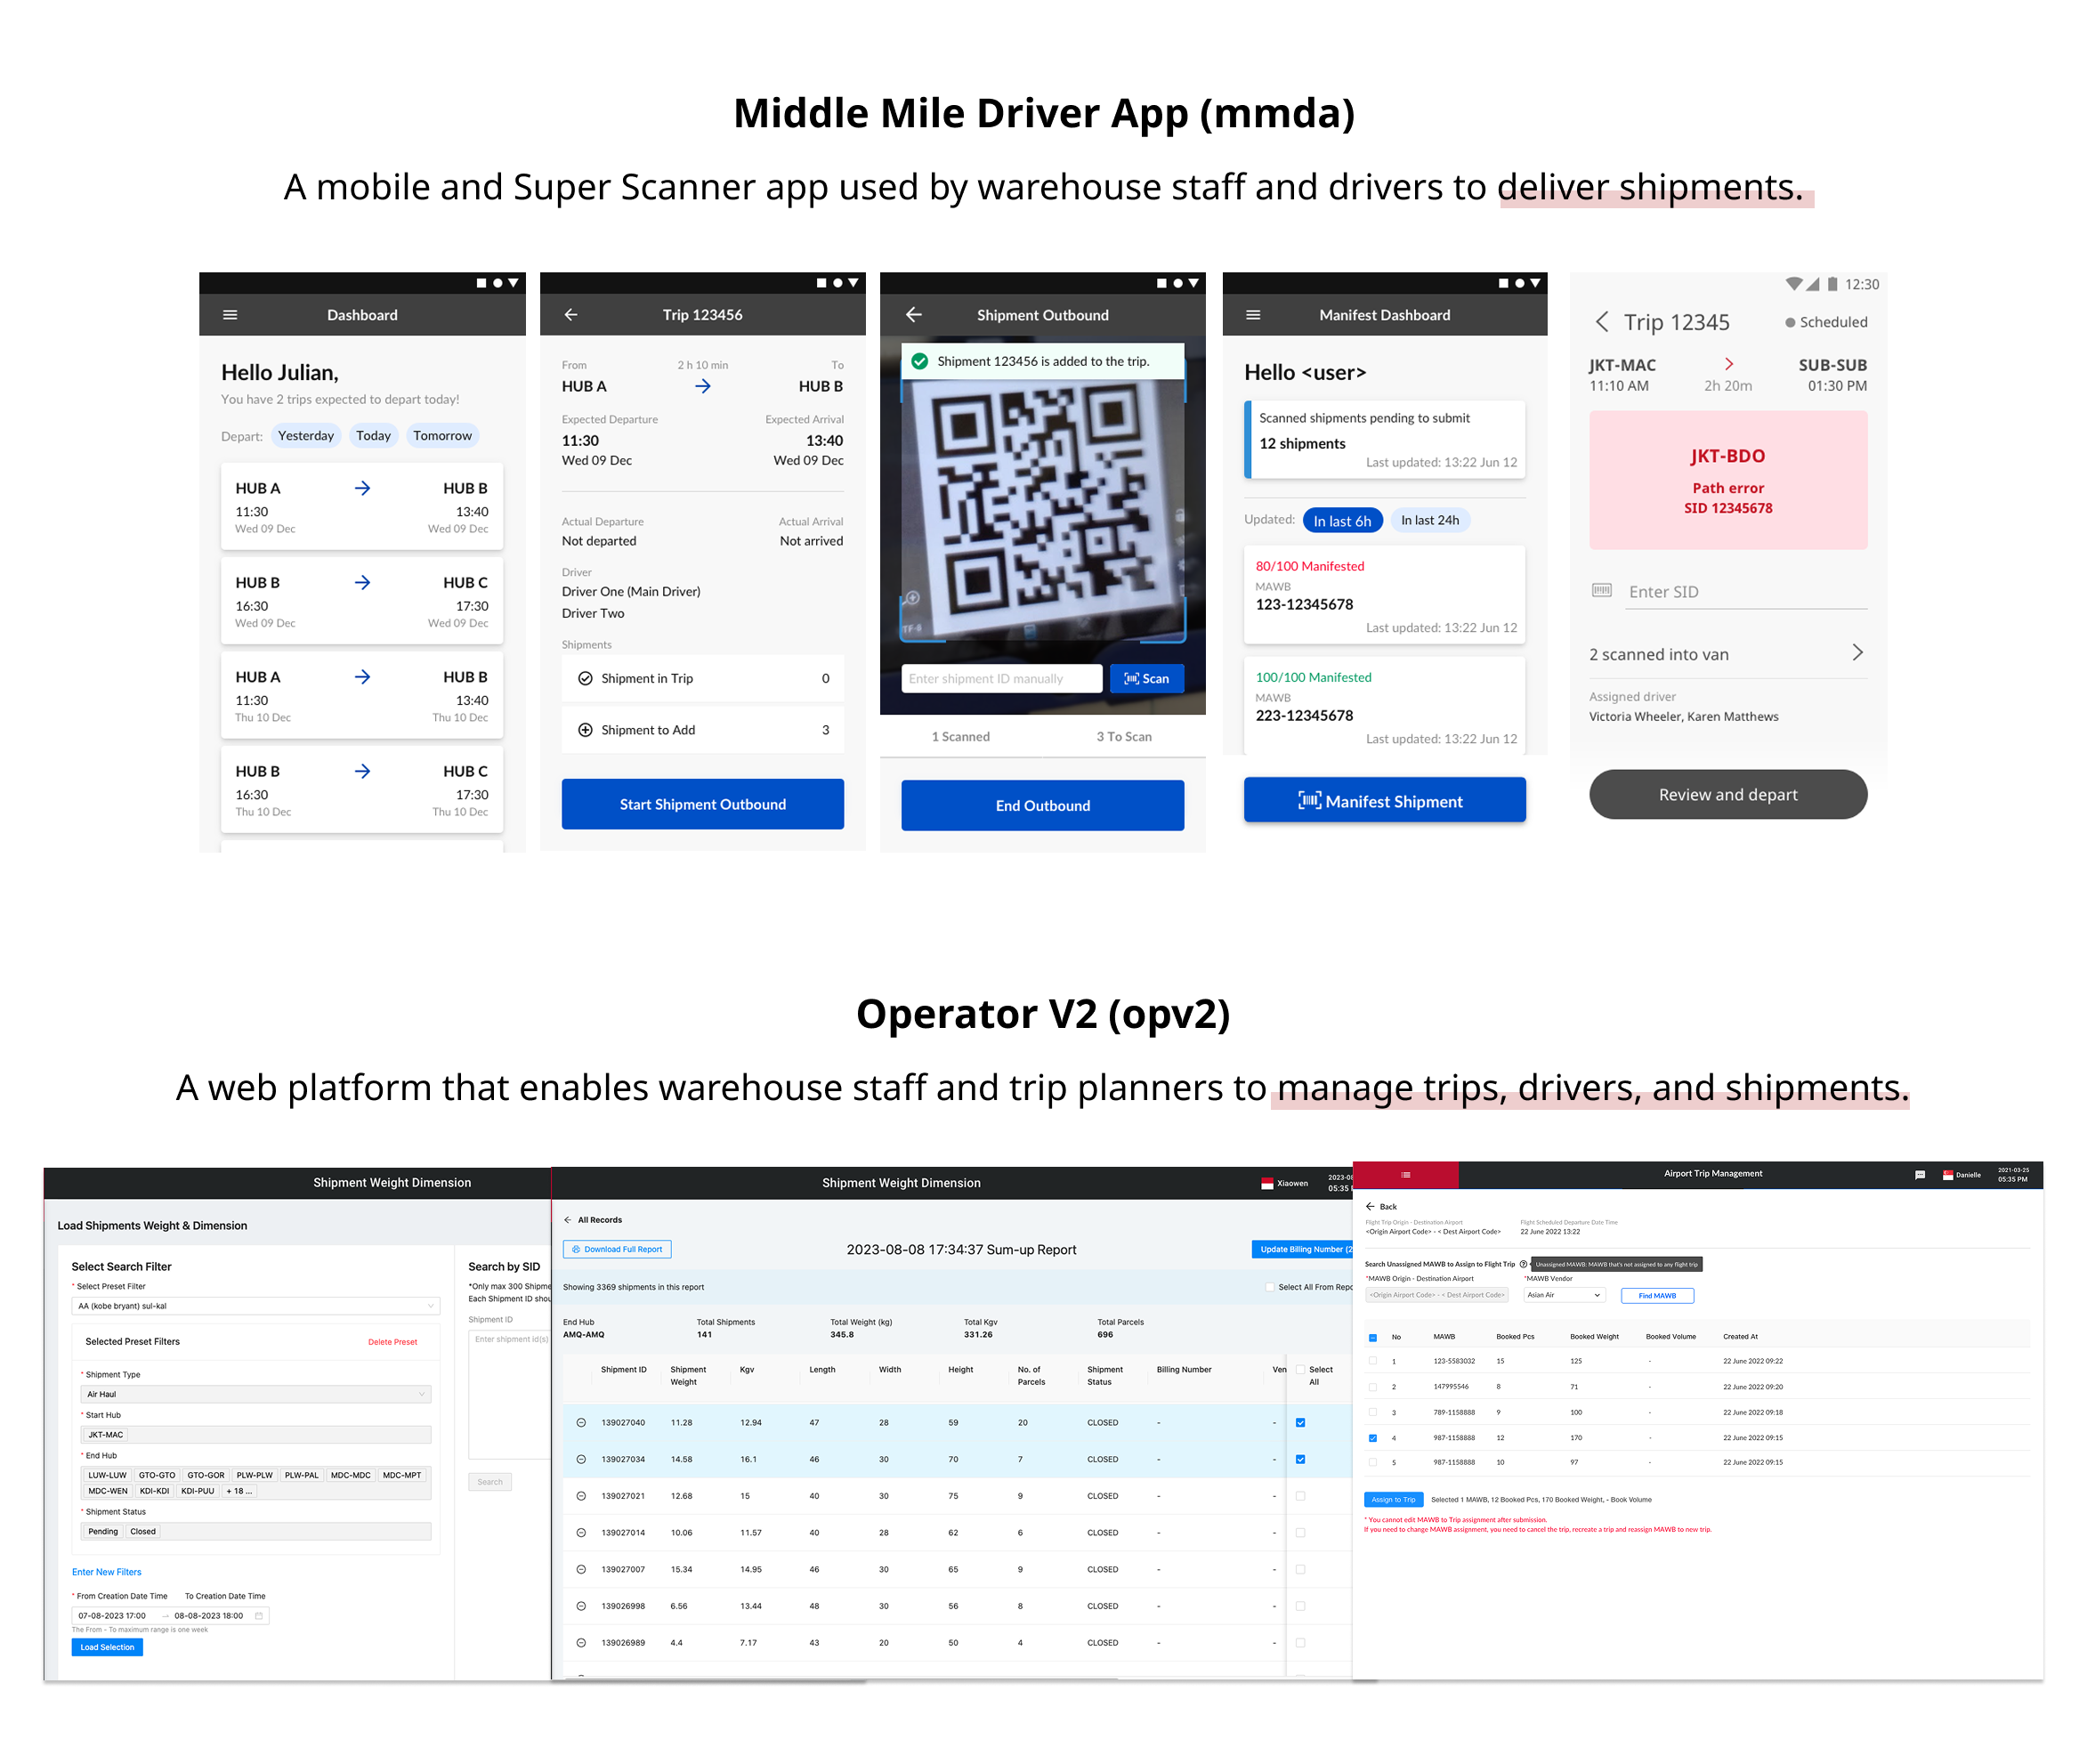 Middle Mile Driver App (mmda)
A mobile and Super Scanner app used by warehouse staff and drivers to deliver shipments.
Dashboard
Hello Julian,
You have 2 trips expected to depart today!
Depart: Yesterday Today Tomorrow
HUB A HUB B
11:30 13:40
Wed 09 Dec Wed 09 Dec
HUB B HUB C
16:30 17:30
Wed 09 Dec Wed 09 Dec
HUB A HUB B
11:30 13:40
Thu 10 Dec Thu 10 Dec
HUB B HUB C
16:30 17:30
Thu 10 Dec Thu 10 Dec
Trip 123456
From 2 h 10 min To
HUB A HUB B
Expected Departure Expected Arrival
11:30 13:40
Wed 09 Dec Wed 09 Dec
Actual Departure Actual Arrival
Not departed Not arrived
Driver
Driver One (Main Driver)
Driver Two
Shipments
Shipment in Trip 0
Shipment to Add 3
Start Shipment Outbound
Shipment Outbound
Shipment 123456 is added to the trip.
TF-6
Enter shipment ID manually Scan
1 Scanned 3 To Scan
End Outbound
Manifest Dashboard
Hello <user>
Scanned shipments pending to submit
12 shipments
Last updated: 13:22 Jun 12
Updated: In last 6h In last 24h
80/100 Manifested
MAWB
123-12345678
Last updated: 13:22 Jun 12
100/100 Manifested
MAWB
223-12345678
Last updated: 13:22 Jun 12
Manifest Shipment
12:30
Trip 12345 Scheduled
JKT-MAC SUB-SUB
11:10 AM 2h 20m 01:30 PM
JKT-BDO
Path error
SID 12345678
Enter SID
2 scanned into van
Assigned driver
Victoria Wheeler, Karen Matthews
Review and depart
Operator V2 (opv2)
A web platform that enables warehouse staff and trip planners to manage trips, drivers, and shipments.
Shipment Weight Dimension
Load Shipments Weight & Dimension
Select Search Filter
* Select Preset Filter
AA (kobe bryant) sul-kal
Selected Preset Filters Delete Preset
* Shipment Type
Air Haul
* Start Hub
JKT-MAC
* End Hub
LUW-LUW GTO-GTO GTO-GOR PLW-PLW PLW-PAL MDC-MDC MDC-MPT
MDC-WEN KDI-KDI KDI-PUU + 18 ...
* Shipment Status
Pending Closed
Enter New Filters
* From Creation Date Time To Creation Date Time
07-08-2023 17:00 → 08-08-2023 18:00
The From - To maximum range is one week
Load Selection
Search by SID
*Only max 300 Shipme
Each Shipment ID shou
Shipment ID
Enter shipment id(s)
Search
Shipment Weight Dimension
Xiaowen
2023-08
05:35
All Records
Download Full Report 2023-08-08 17:34:37 Sum-up Report Update Billing Number (2
Showing 3369 shipments in this report Select All From Repo
End Hub Total Shipments Total Weight (kg) Total Kgv Total Parcels
AMQ-AMQ 141 345.8 331.26 696
Shipment ID Shipment Weight Kgv Length Width Height No. of Parcels Shipment Status Billing Number Ven Select All
139027040 11.28 12.94 47 28 59 20 CLOSED - -
139027034 14.58 16.1 46 30 70 7 CLOSED - -
139027021 12.68 15 40 30 75 9 CLOSED - -
139027014 10.06 11.57 40 28 62 6 CLOSED - -
139027007 15.34 14.95 46 30 65 9 CLOSED - -
139026998 6.56 13.44 48 30 56 8 CLOSED - -
139026989 4.4 7.17 43 20 50 4 CLOSED - -
Airport Trip Management
Danielle
2021-03-25
05:35 PM
Back
Flight Trip Origin - Destination Airport Flight Scheduled Departure Date Time
<Origin Airport Code> - < Dest Airport Code> 22 June 2022 13:22
Search Unassigned MAWB to Assign to Flight Trip Unassigned MAWB: MAWB that's not assigned to any flight trip
*MAWB Origin - Destination Airport *MAWB Vendor
<Origin Airport Code> - < Dest Airport Code> Asian Air Find MAWB
No MAWB Booked Pcs Booked Weight Booked Volume Created At
1 123-5583032 15 125 - 22 June 2022 09:22
2 147995546 8 71 - 22 June 2022 09:20
3 789-1158888 9 100 - 22 June 2022 09:18
4 987-1158888 12 170 - 22 June 2022 09:15
5 987-1158888 10 97 - 22 June 2022 09:15
Assign to Trip Selected 1 MAWB, 12 Booked Pcs, 170 Booked Weight, - Book Volume
* You cannot edit MAWB to Trip assignment after submission.
If you need to change MAWB assignment, you need to cancel the trip, recreate a trip and reassign MAWB to new trip.